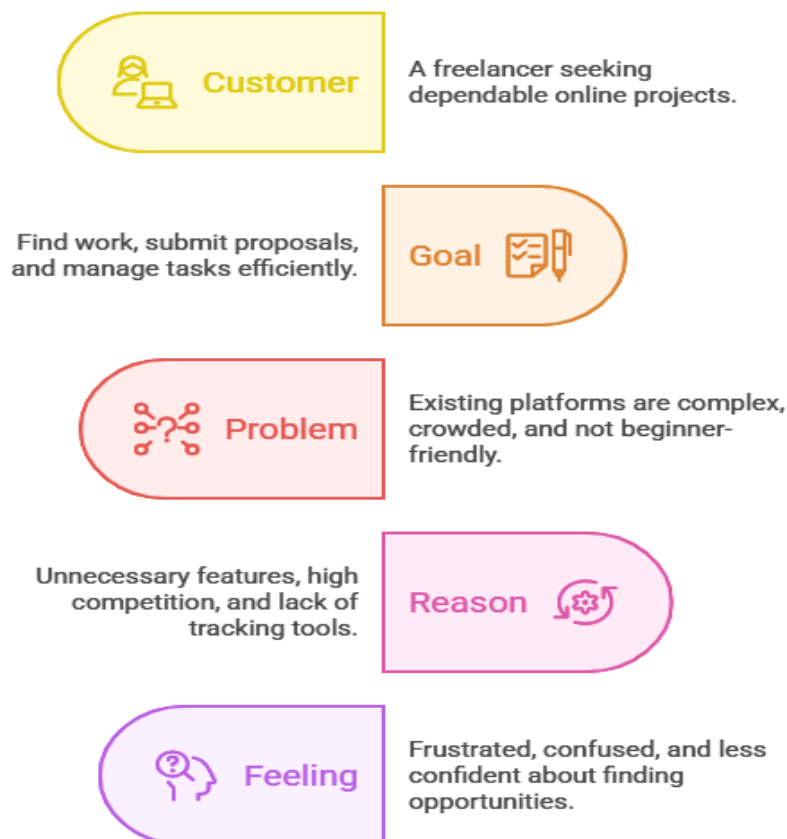 Customer
A freelancer seeking
dependable online projects.
Find work, submit proposals,
and manage tasks efficiently.
Goal
Problem
Existing platforms are complex,
crowded, and not beginner-
friendly.
Unnecessary features, high
competition, and lack of
tracking tools.
Reason
Feeling
Frustrated, confused, and less
confident about finding
opportunities.